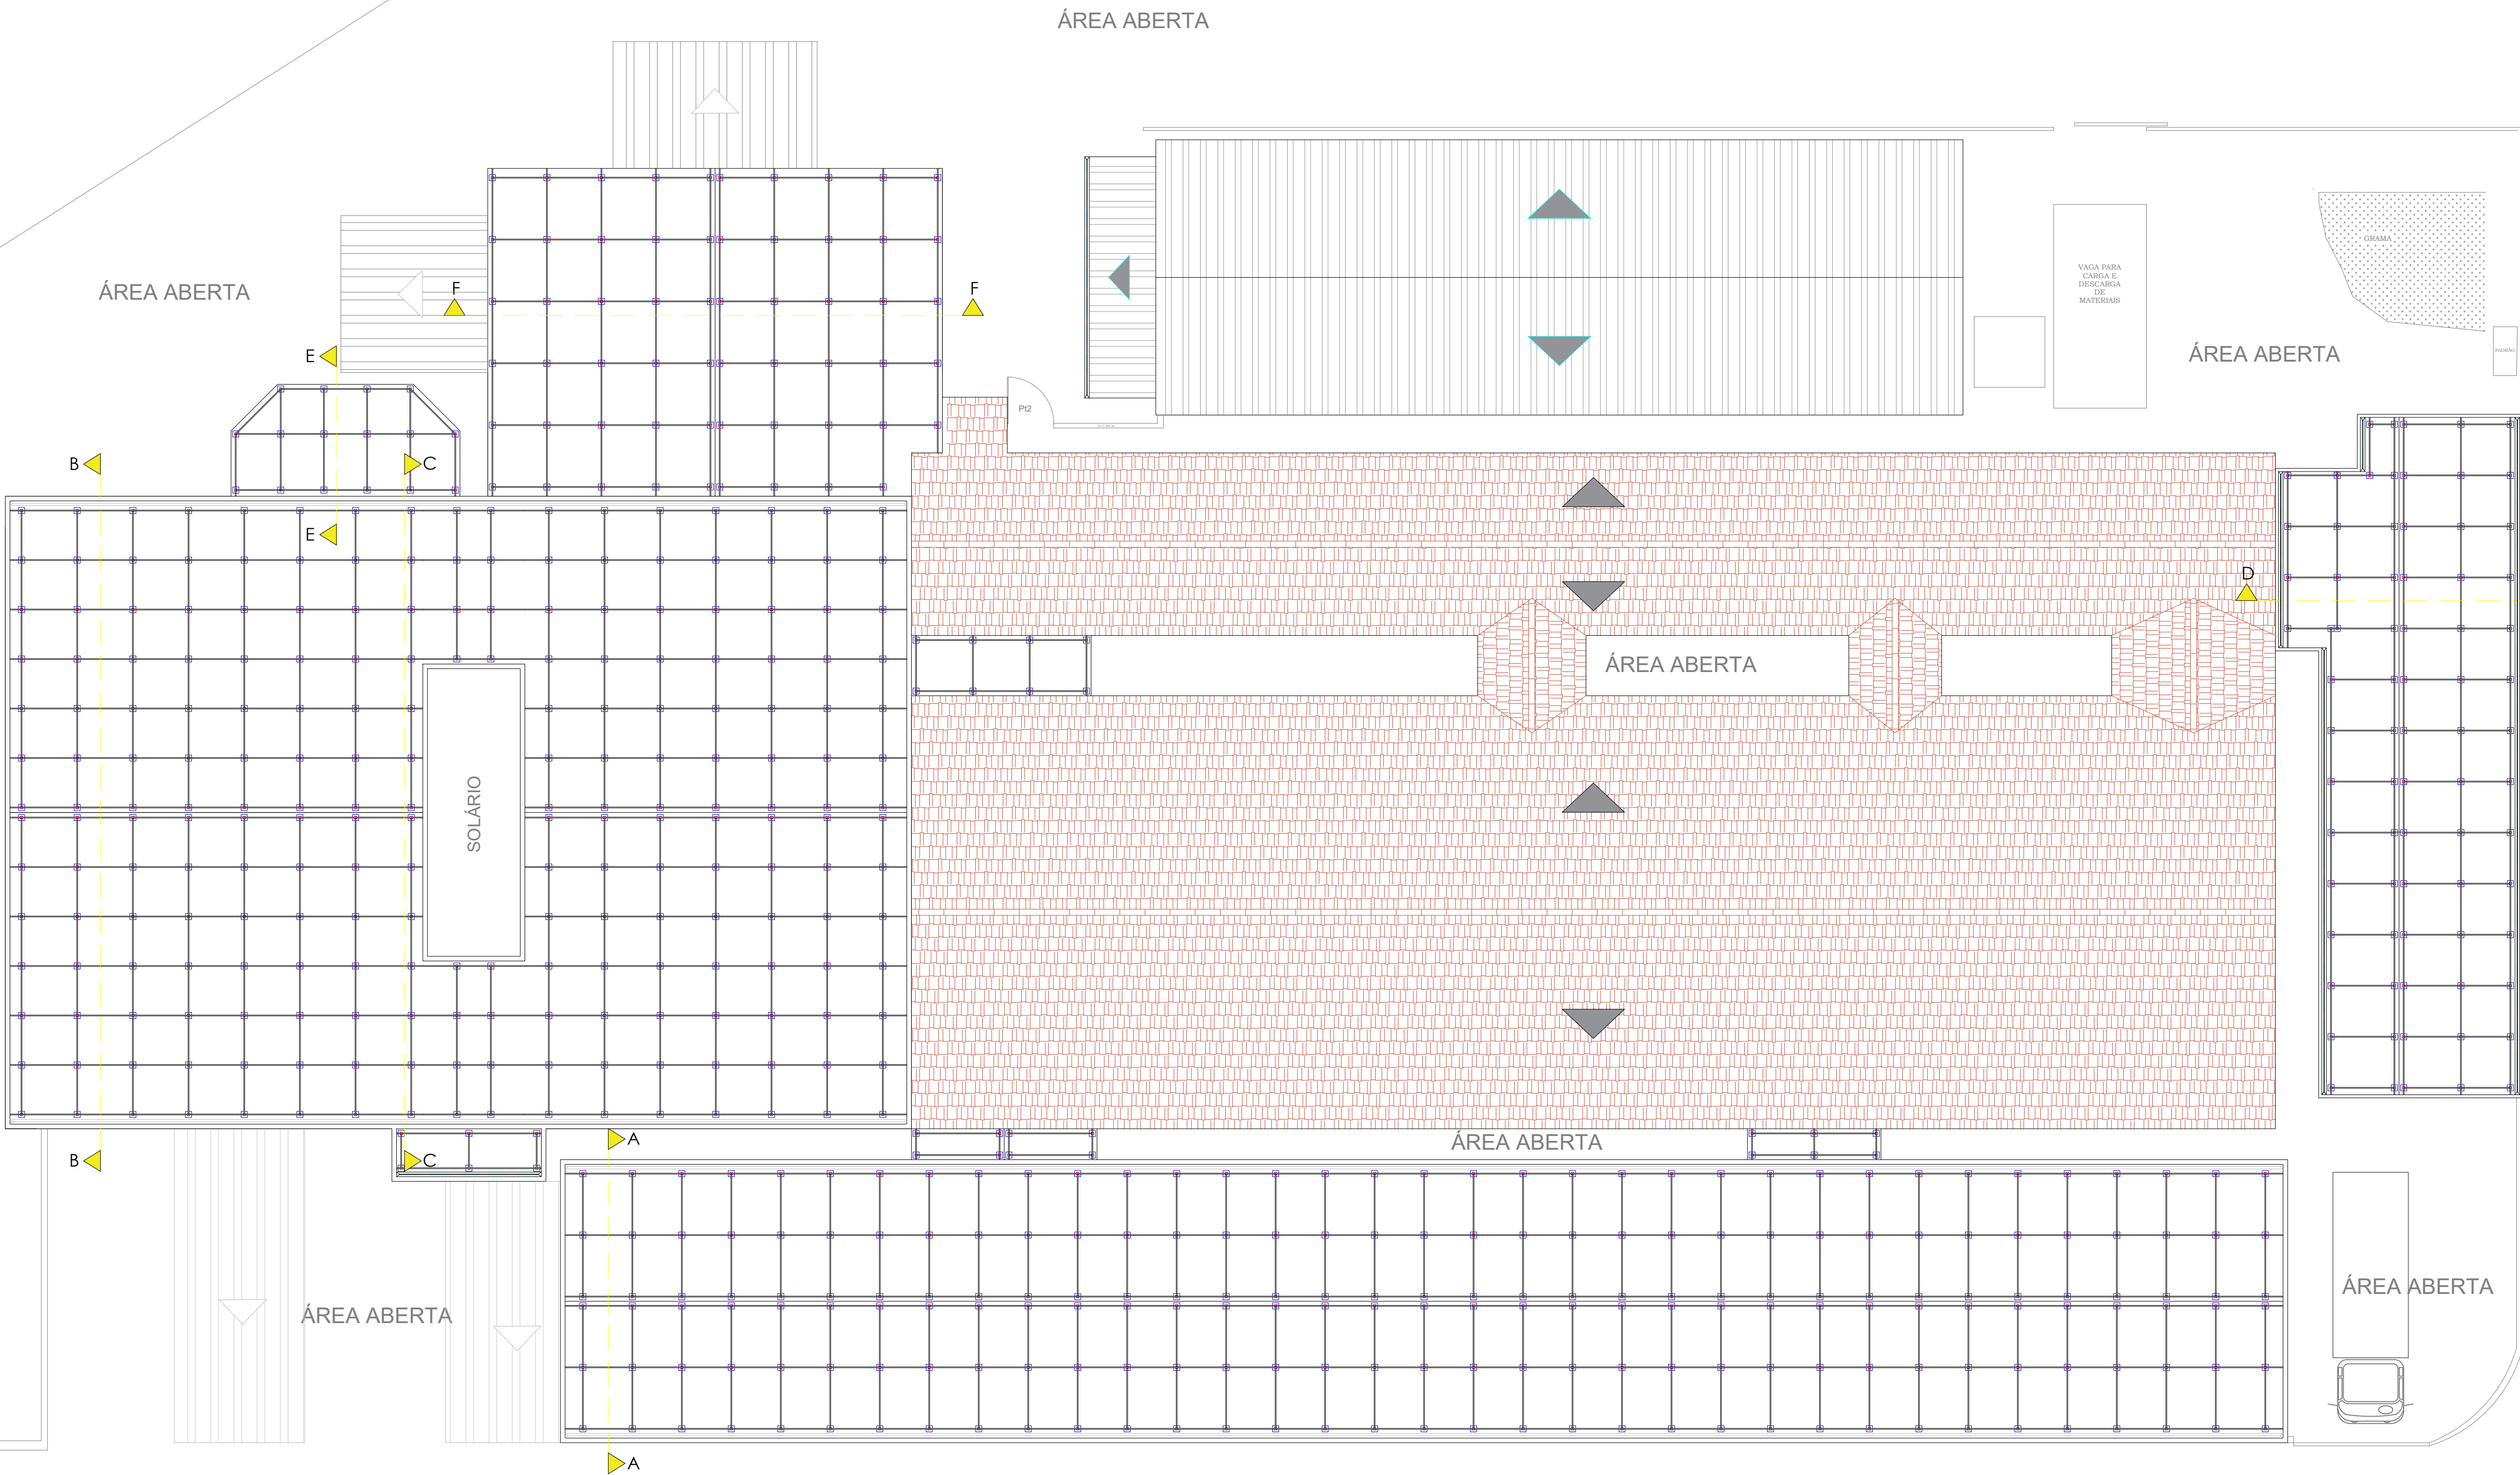 ÁREA ABERTA
GRAMA
VAGA PARA
CARGA E
DESCARGA
DE
MATERIAIS
ÁREA ABERTA
F
F
PADRÃO
ÁREA ABERTA
E
Pt2
B
C
E
D
ÁREA ABERTA
SOLÁRIO
A
ÁREA ABERTA
B
C
ÁREA ABERTA
ÁREA ABERTA
A